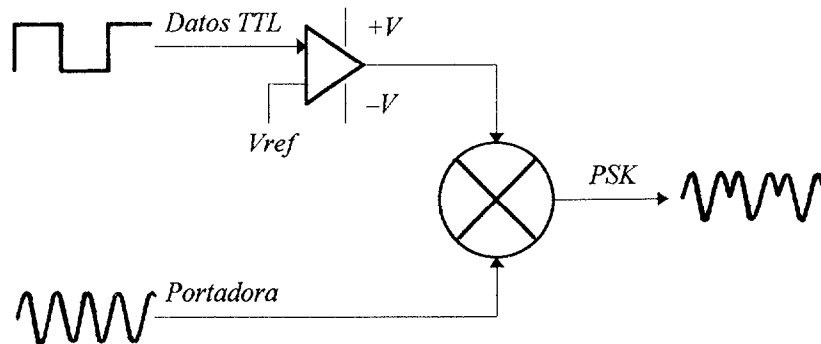 Datos TTL
+V
–V
Vref
PSK
Portadora